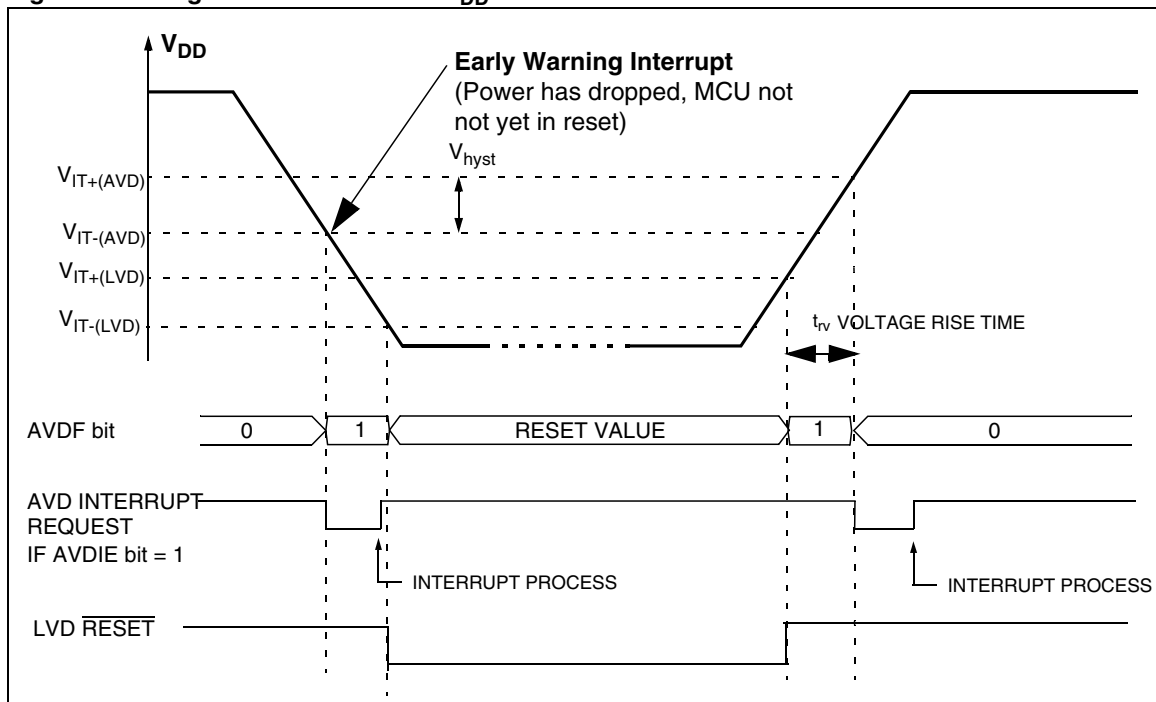 V_DD
V_DD
Early Warning Interrupt
(Power has dropped, MCU not
not yet in reset)
V_hyst
V_IT+(AVD)
V_IT-(AVD)
V_IT+(LVD)
V_IT-(LVD)
t_rv VOLTAGE RISE TIME
AVDF bit
0
1
RESET VALUE
1
0
AVD INTERRUPT
REQUEST
IF AVDIE bit = 1
INTERRUPT PROCESS
INTERRUPT PROCESS
LVD RESET